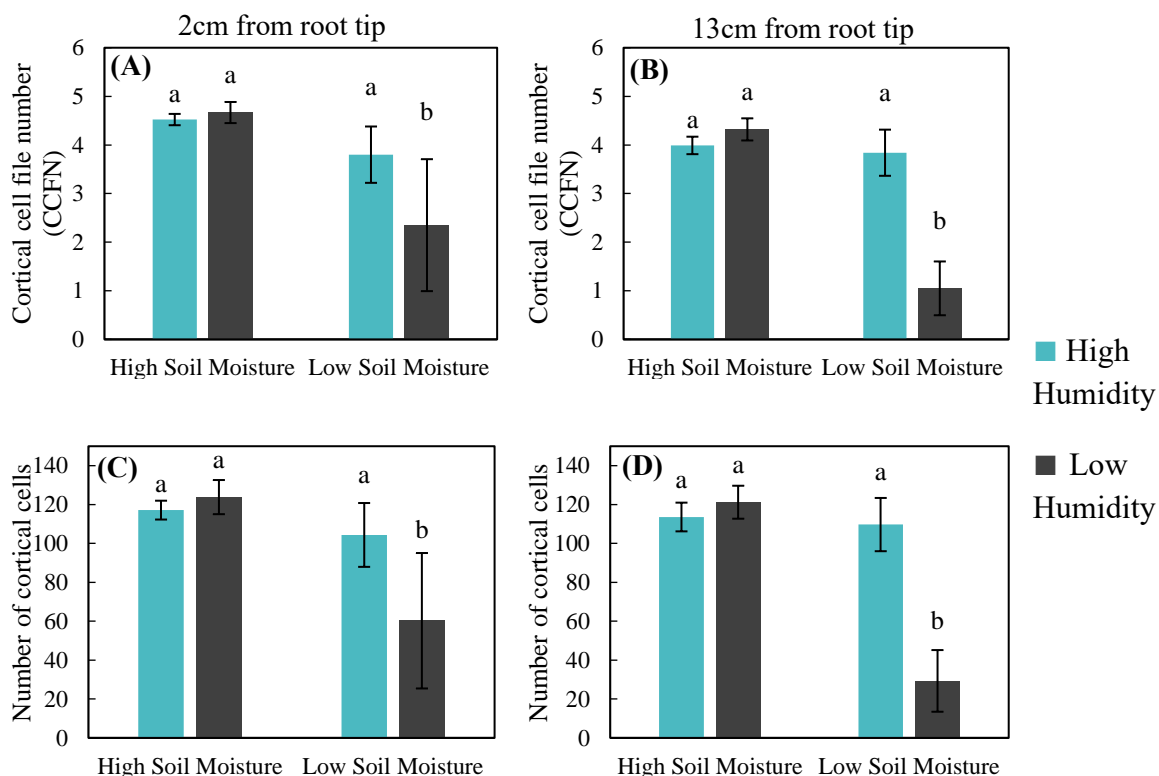 2cm from root tip
13cm from root tip
(A)
Cortical cell file number
(CCFN)
6
5
4
3
2
1
0
a
a
a
b
High Soil Moisture
Low Soil Moisture
(B)
Cortical cell file number
(CCFN)
6
5
4
3
2
1
0
a
a
a
b
High Soil Moisture
Low Soil Moisture
High
Humidity
Low
Humidity
(C)
Number of cortical cells
140
120
100
80
60
40
20
0
a
a
a
b
High Soil Moisture
Low Soil Moisture
(D)
Number of cortical cells
140
120
100
80
60
40
20
0
a
a
a
b
High Soil Moisture
Low Soil Moisture